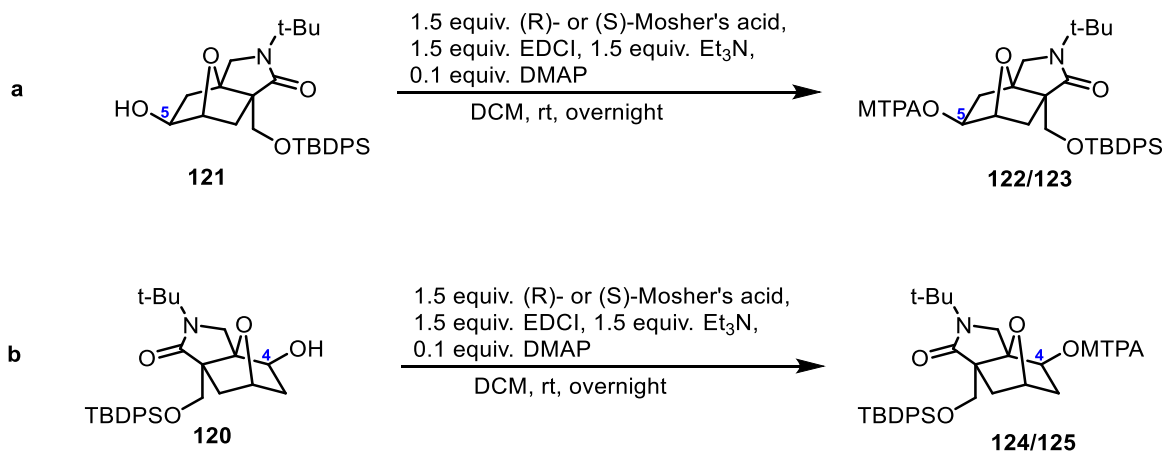 a
t-Bu
N
O
O
HO
5
OTBDPS
121
1.5 equiv. (R)- or (S)-Mosher's acid,
1.5 equiv. EDCI, 1.5 equiv. Et3N,
0.1 equiv. DMAP
DCM, rt, overnight
t-Bu
N
O
O
MTPAO
5
OTBDPS
122/123
b
t-Bu
N
O
O
4
OH
TBDPSO
120
1.5 equiv. (R)- or (S)-Mosher's acid,
1.5 equiv. EDCI, 1.5 equiv. Et3N,
0.1 equiv. DMAP
DCM, rt, overnight
t-Bu
N
O
O
4
OMTPA
TBDPSO
124/125